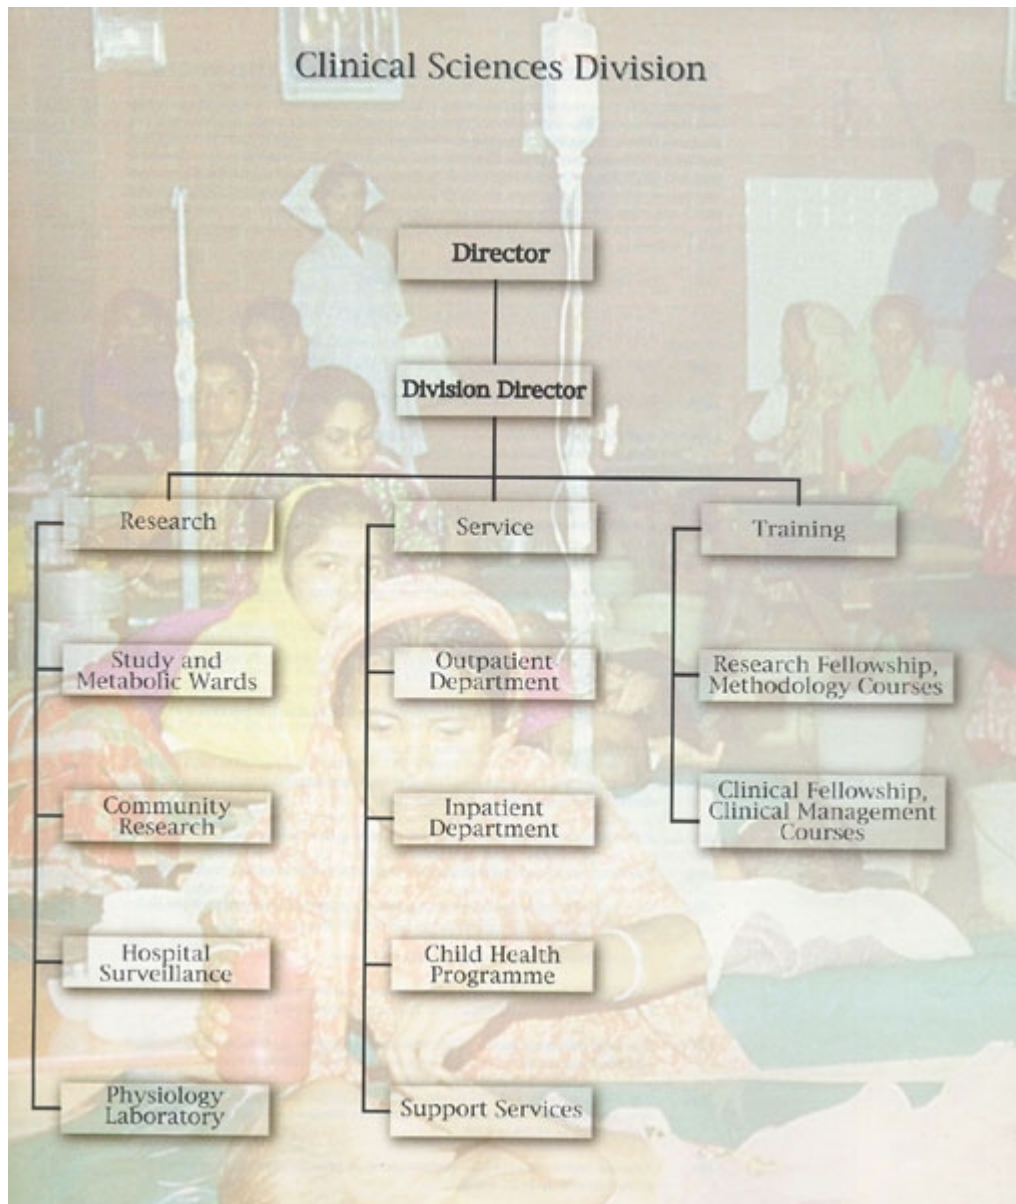 Clinical Sciences Division
Director
Division Director
Research
Study and
Metabolic Wards
Community
Research
Hospital
Surveillance
Physiology
Laboratory
Service
Outpatient
Department
Inpatient
Department
Child Health
Programme
Support Services
Training
Research Fellowship,
Methodology Courses
Clinical Fellowship,
Clinical Management
Courses